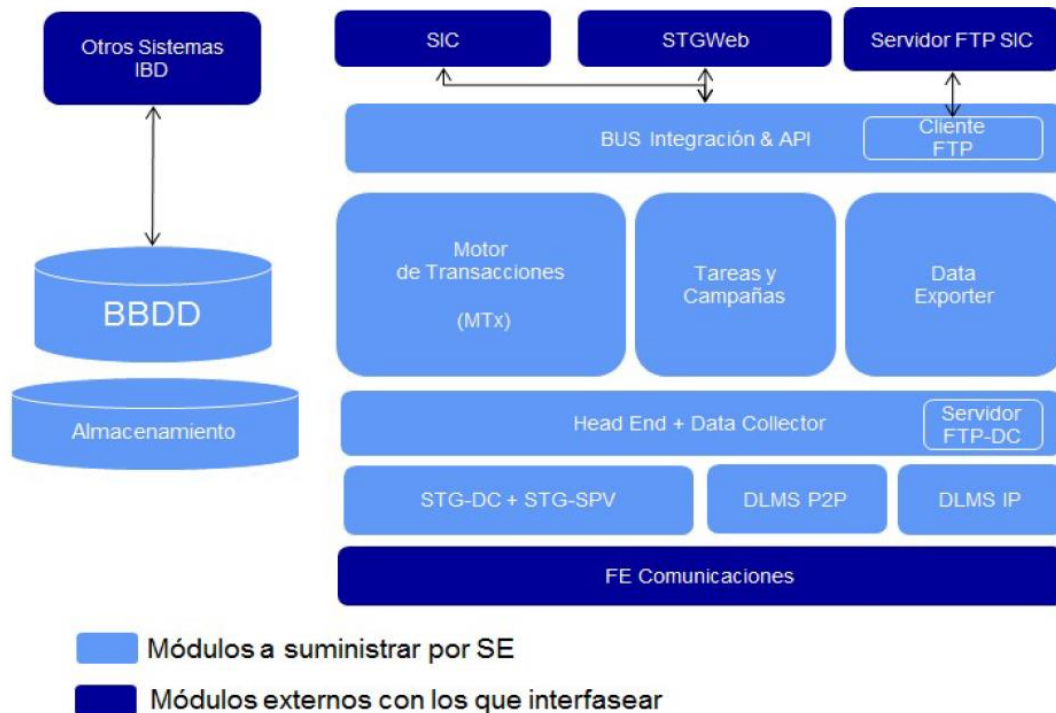 Otros Sistemas
IBD
SIC
STGWeb
Servidor FTP SIC
BUS Integración & API
Cliente
FTP
Motor
de Transacciones
(MTx)
Tareas y
Campañas
Data
Exporter
BBDD
Almacenamiento
Head End + Data Collector
Servidor
FTP-DC
STG-DC + STG-SPV
DLMS P2P
DLMS IP
FE Comunicaciones
Módulos a suministrar por SE
Módulos externos con los que interfasear